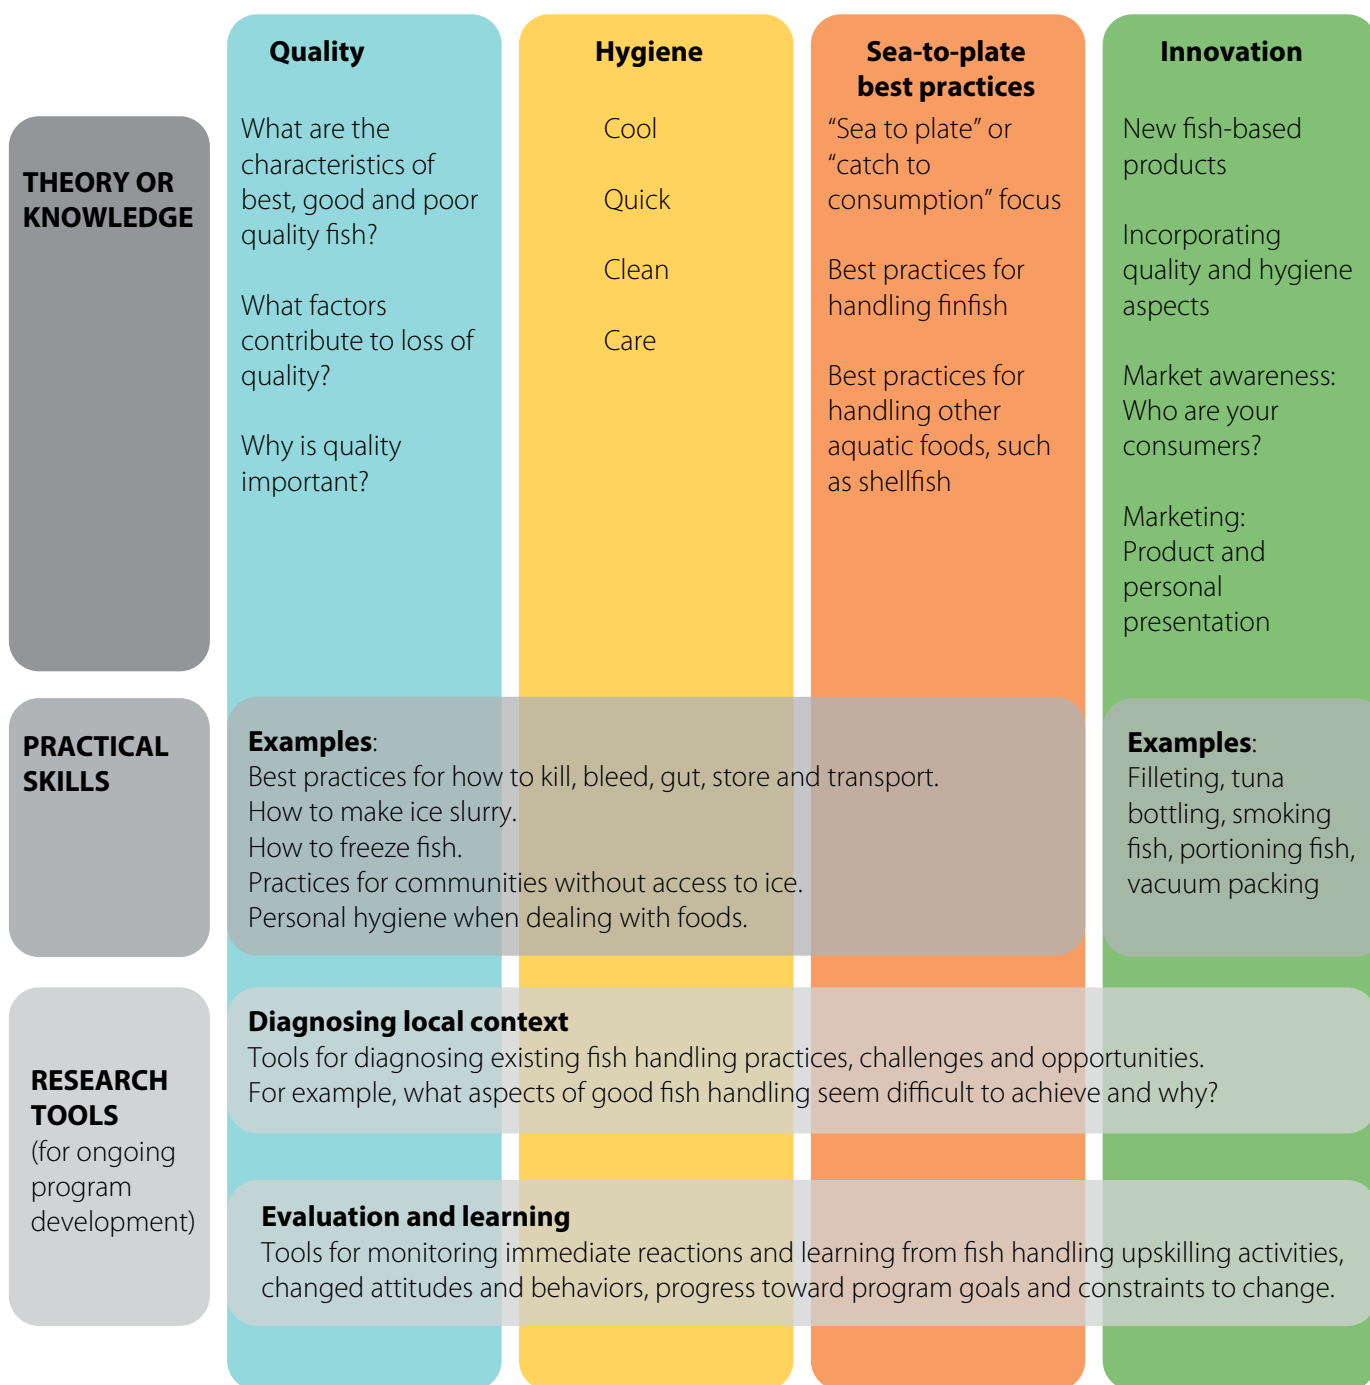 Quality
Hygiene
Sea-to-plate
best practices
Innovation
THEORY OR
KNOWLEDGE
What are the
characteristics of
best, good and poor
quality fish?
What factors
contribute to loss of
quality?
Why is quality
important?
Cool
Quick
Clean
Care
“Sea to plate” or
“catch to
consumption” focus
Best practices for
handling finfish
Best practices for
handling other
aquatic foods, such
as shellfish
New fish-based
products
Incorporating
quality and hygiene
aspects
Market awareness:
Who are your
consumers?
Marketing:
Product and
personal
presentation
PRACTICAL
SKILLS
Examples:
Best practices for how to kill, bleed, gut, store and transport.
How to make ice slurry.
How to freeze fish.
Practices for communities without access to ice.
Personal hygiene when dealing with foods.
Examples:
Filleting, tuna
bottling, smoking
fish, portioning fish,
vacuum packing
RESEARCH
TOOLS
(for ongoing
program
development)
Diagnosing local context
Tools for diagnosing existing fish handling practices, challenges and opportunities.
For example, what aspects of good fish handling seem difficult to achieve and why?
Evaluation and learning
Tools for monitoring immediate reactions and learning from fish handling upskilling activities,
changed attitudes and behaviors, progress toward program goals and constraints to change.